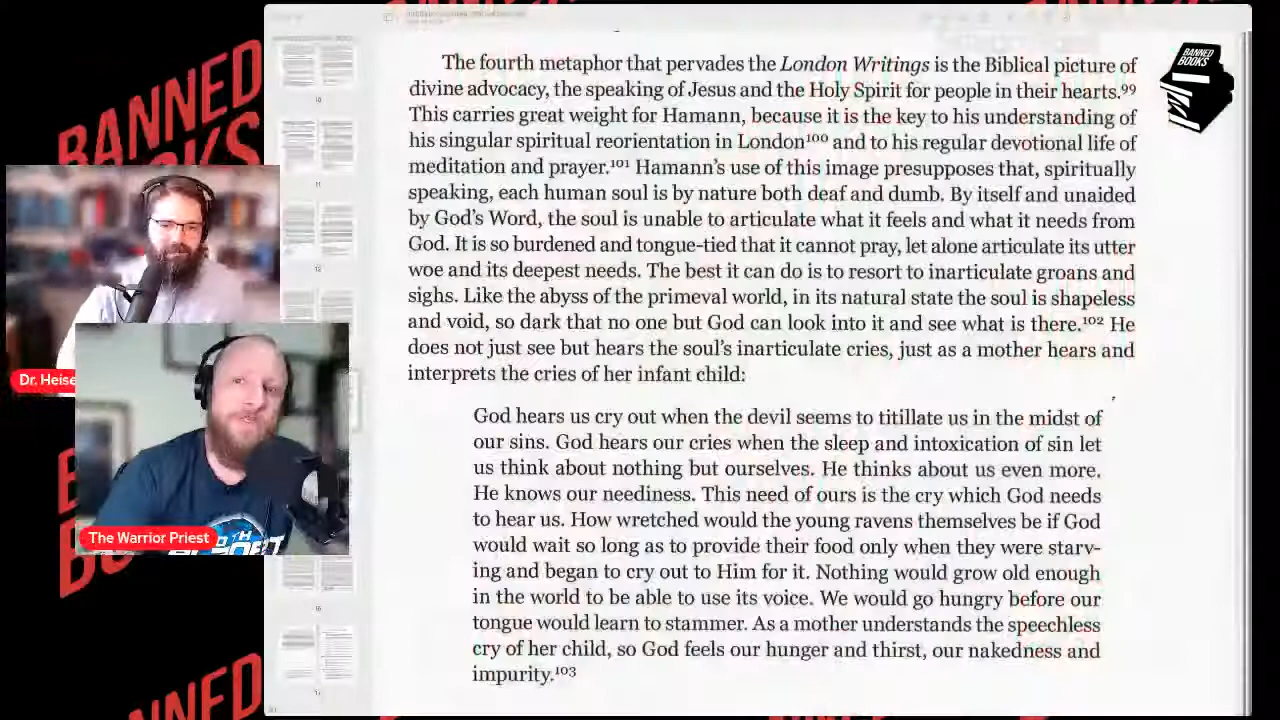 BANNED
BOOKS
The fourth metaphor that pervades the London Writings is the Biblical picture of
divine advocacy, the speaking of Jesus and the Holy Spirit for people in their hearts.99
This carries great weight for Hamann, because it is the key to his understanding of
his singular spiritual reorientation in London and to his regular devotional life of
meditation and prayer.101 Hamann's use of this image presupposes that, spiritually
speaking, each human soul is by nature both deaf and dumb. By itself and unaided
by God's Word, the soul is unable to articulate what it feels and what it needs from
God. It is so burdened and tongue-tied that it cannot pray, let alone articulate its utter
woe and its deepest needs. The best it can do is to resort to inarticulate groans and
sighs. Like the abyss of the primeval world, in its natural state the soul is shapeless
and void, so dark that no one but God can look into it and see what is there.102 He
does not just see but hears the soul's inarticulate cries, just as a mother hears and
interprets the cries of her infant child:
God hears us cry out when the devil seems to titillate us in the midst of
our sins. God hears our cries when the sleep and intoxication of sin let
us think about nothing but ourselves. He thinks about us even more.
He knows our neediness. This need of ours is the cry which God needs
to hear us. How wretched would the young ravens themselves be if God
would wait so long as to provide their food only when they were starv-
ing and began to cry out to Him for it. Nothing would grow old enough
in the world to be able to use its voice. We would go hungry before our
tongue would learn to stammer. As a mother understands the speechless
cry of her child, so God feels our hunger and thirst, our nakedness and
impurity.103
BANNED
BOOKS
Dr. Heise
The Warrior Priest
10
11
12
16